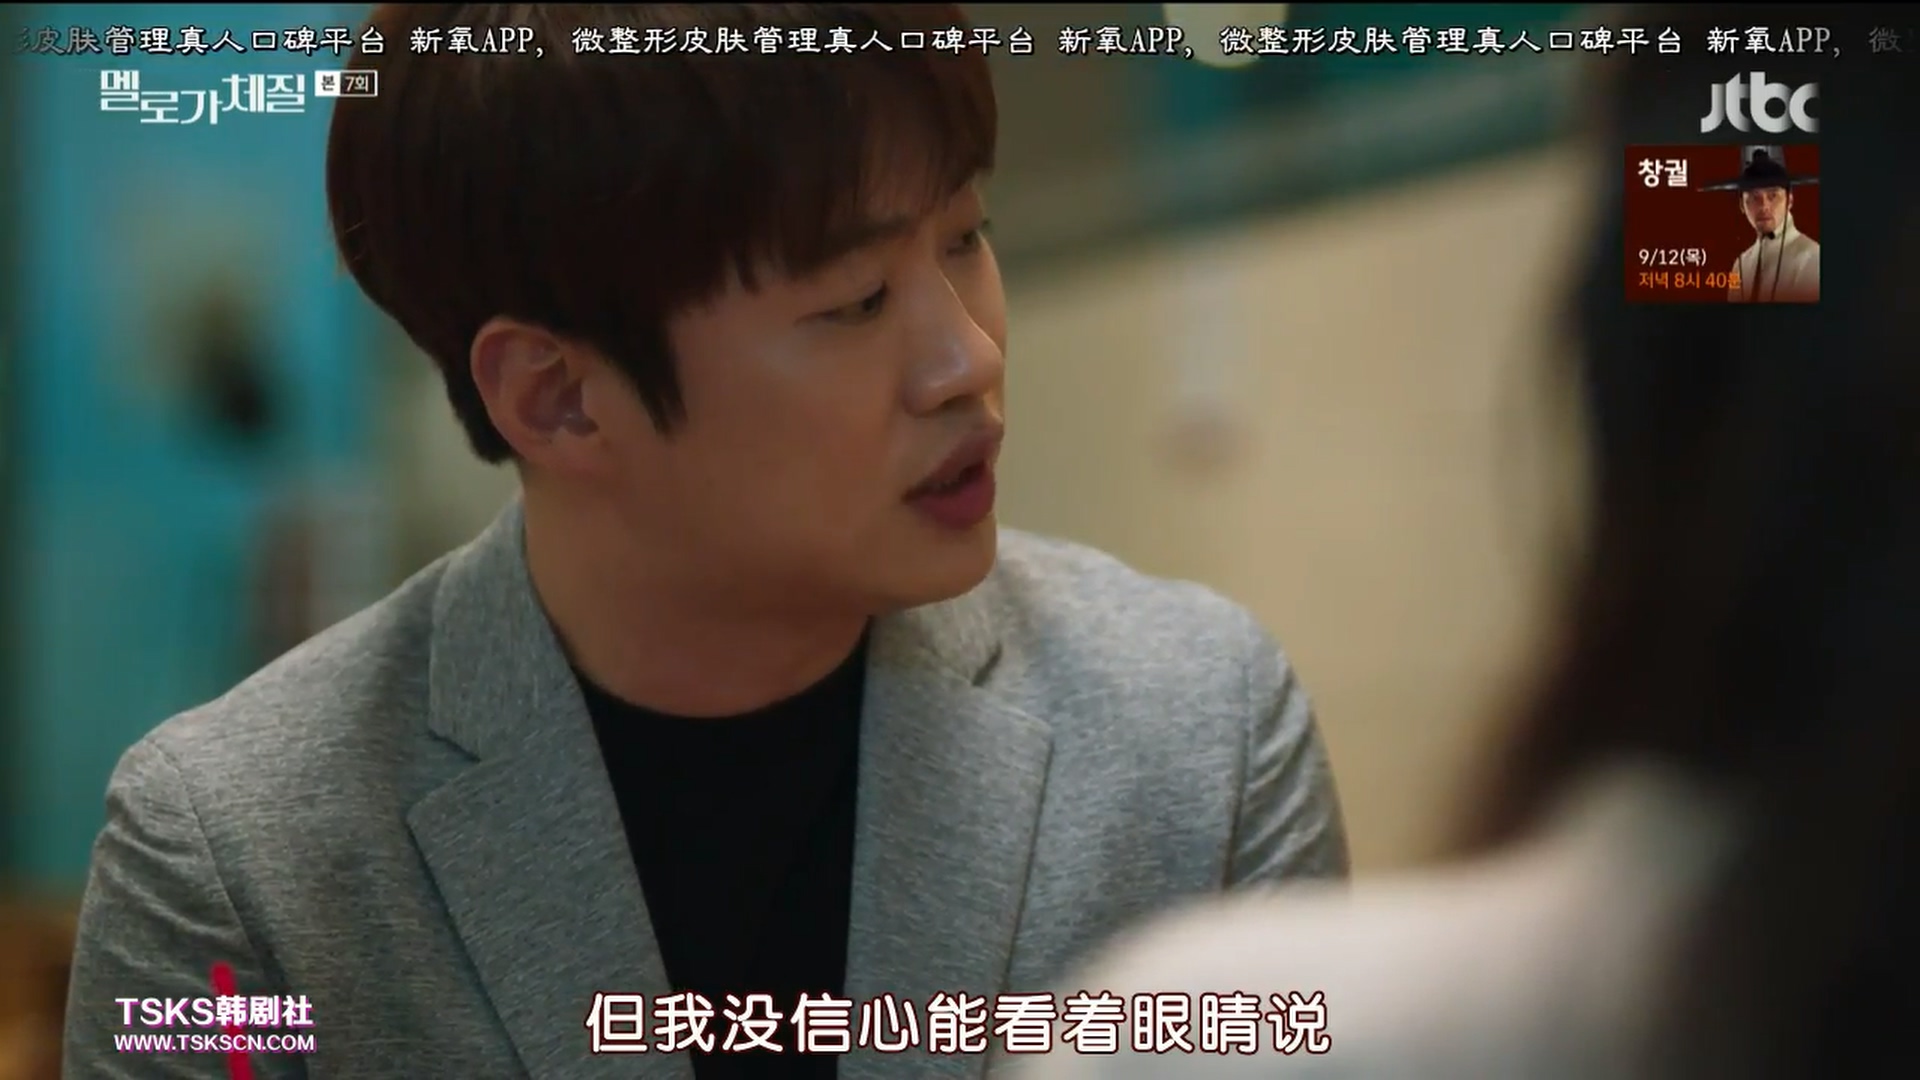 皮肤管理真人口碑平台 新氧APP, 微整形皮肤管理真人口碑平台 新氧APP, 微整形皮肤管理真人口碑平台 新氧APP, 微
멜로가체질 본 7회
jtbc
창궐
9/12(목)
저녁 8시 40분
TSKS韩剧社
WWW.TSKSCN.COM
但我没信心能看着眼睛说